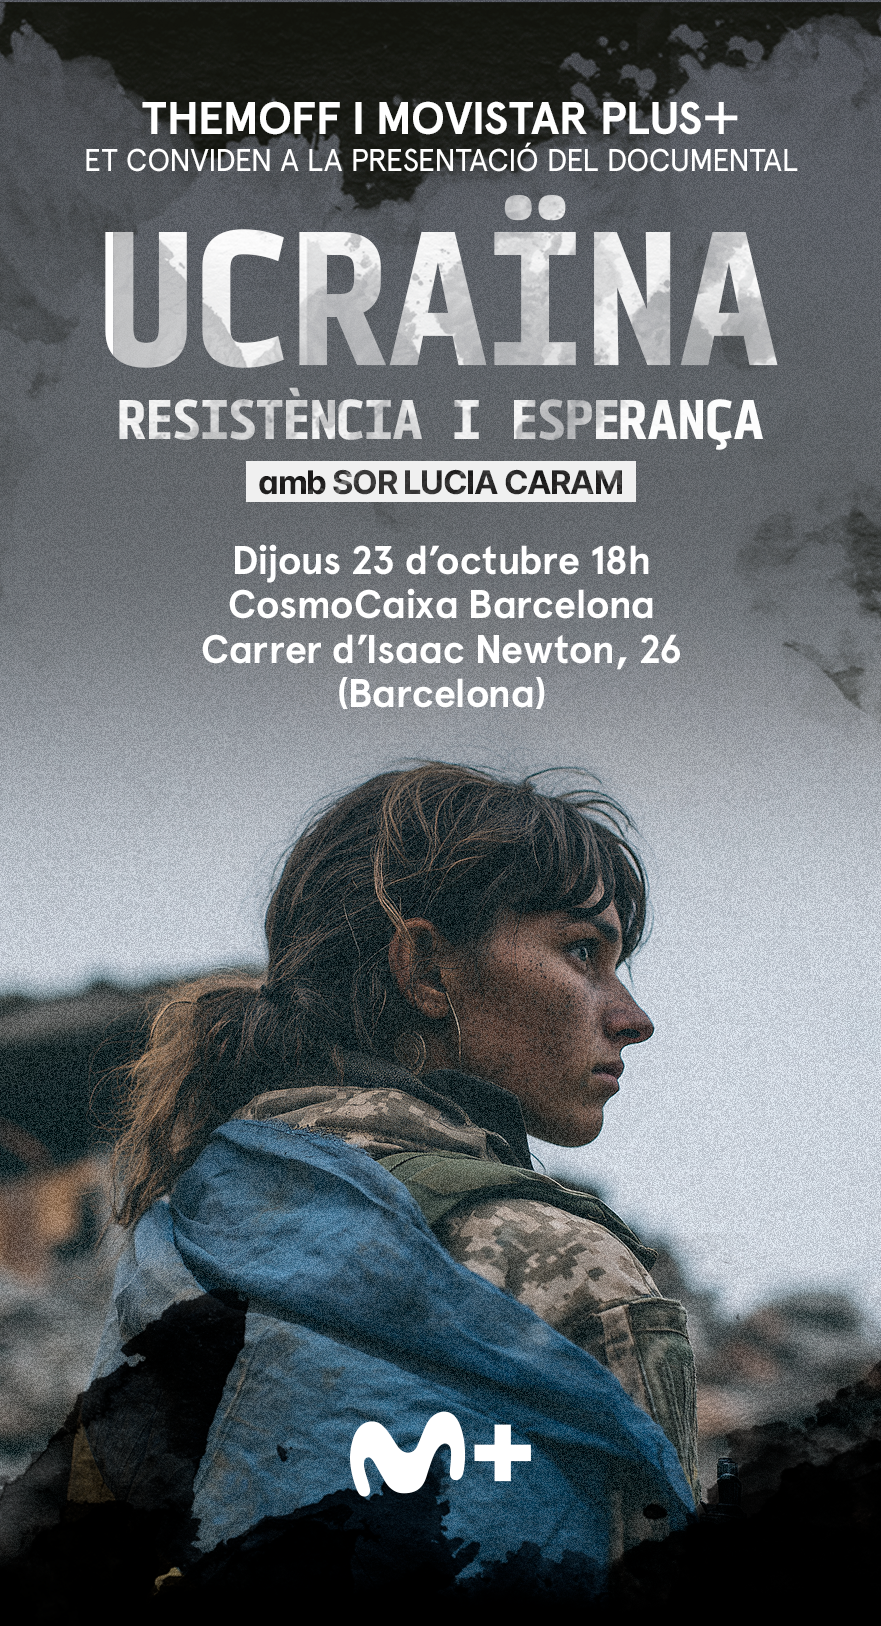 THEMOFF I MOVISTAR PLUS+
ET CONVIDEN A LA PRESENTACIÓ DEL DOCUMENTAL
UCRAÏNA
RESISTÈNCIA I ESPERANÇA
amb SOR LUCIA CARAM
Dijous 23 d’octubre 18h
CosmoCaixa Barcelona
Carrer d’Isaac Newton, 26
(Barcelona)
M+